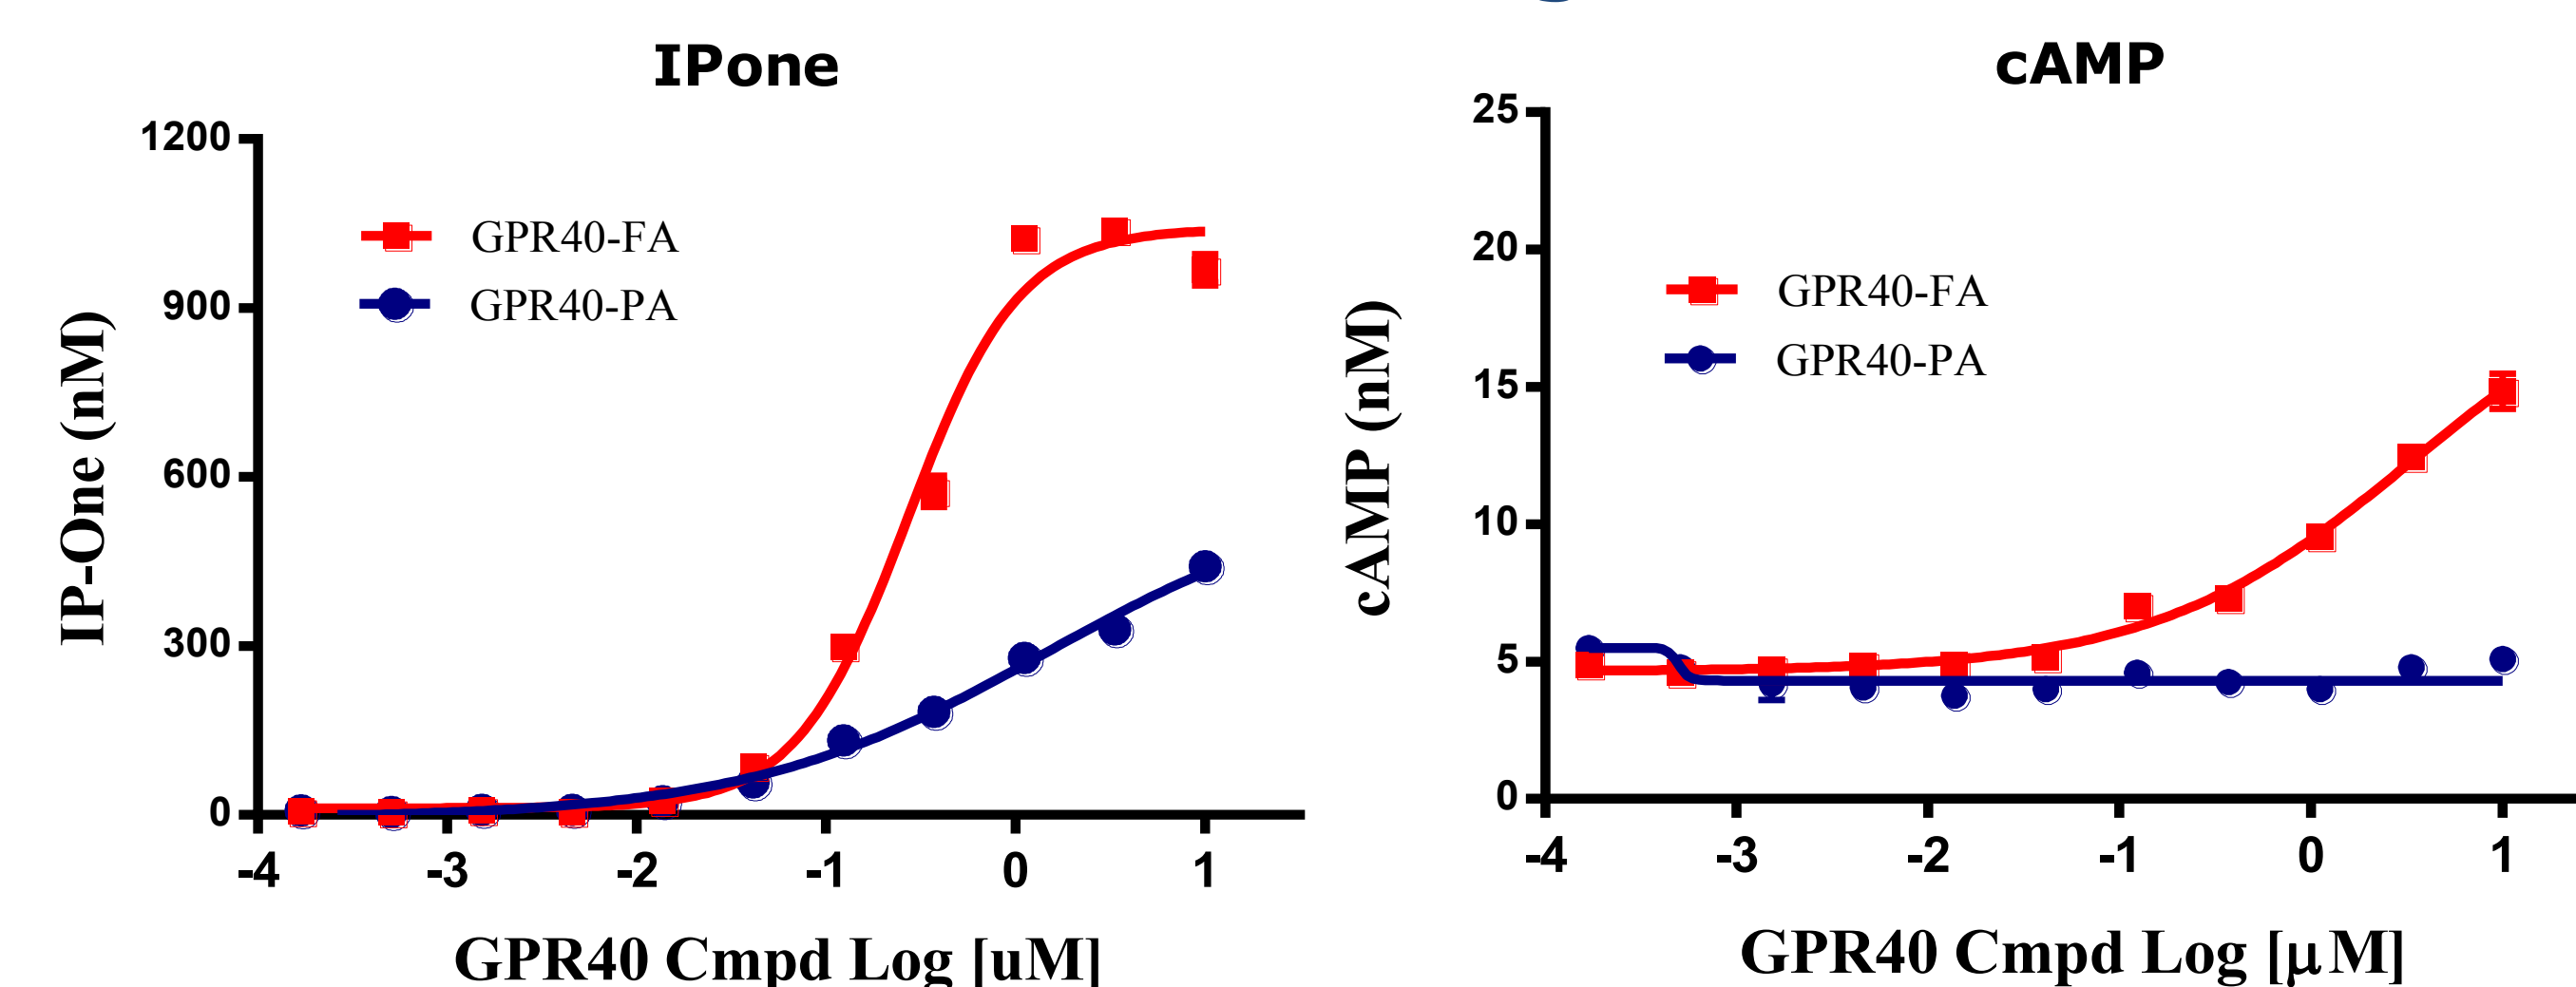 IPone
1200
900
600
300
0
-4 -3 -2 -1 0 1
IP-One (nM)
GPR40-FA
GPR40-PA
GPR40 Cmpd Log [uM]
cAMP
25
20
15
10
5
0
-4 -3 -2 -1 0 1
cAMP (nM)
GPR40-FA
GPR40-PA
GPR40 Cmpd Log [μM]